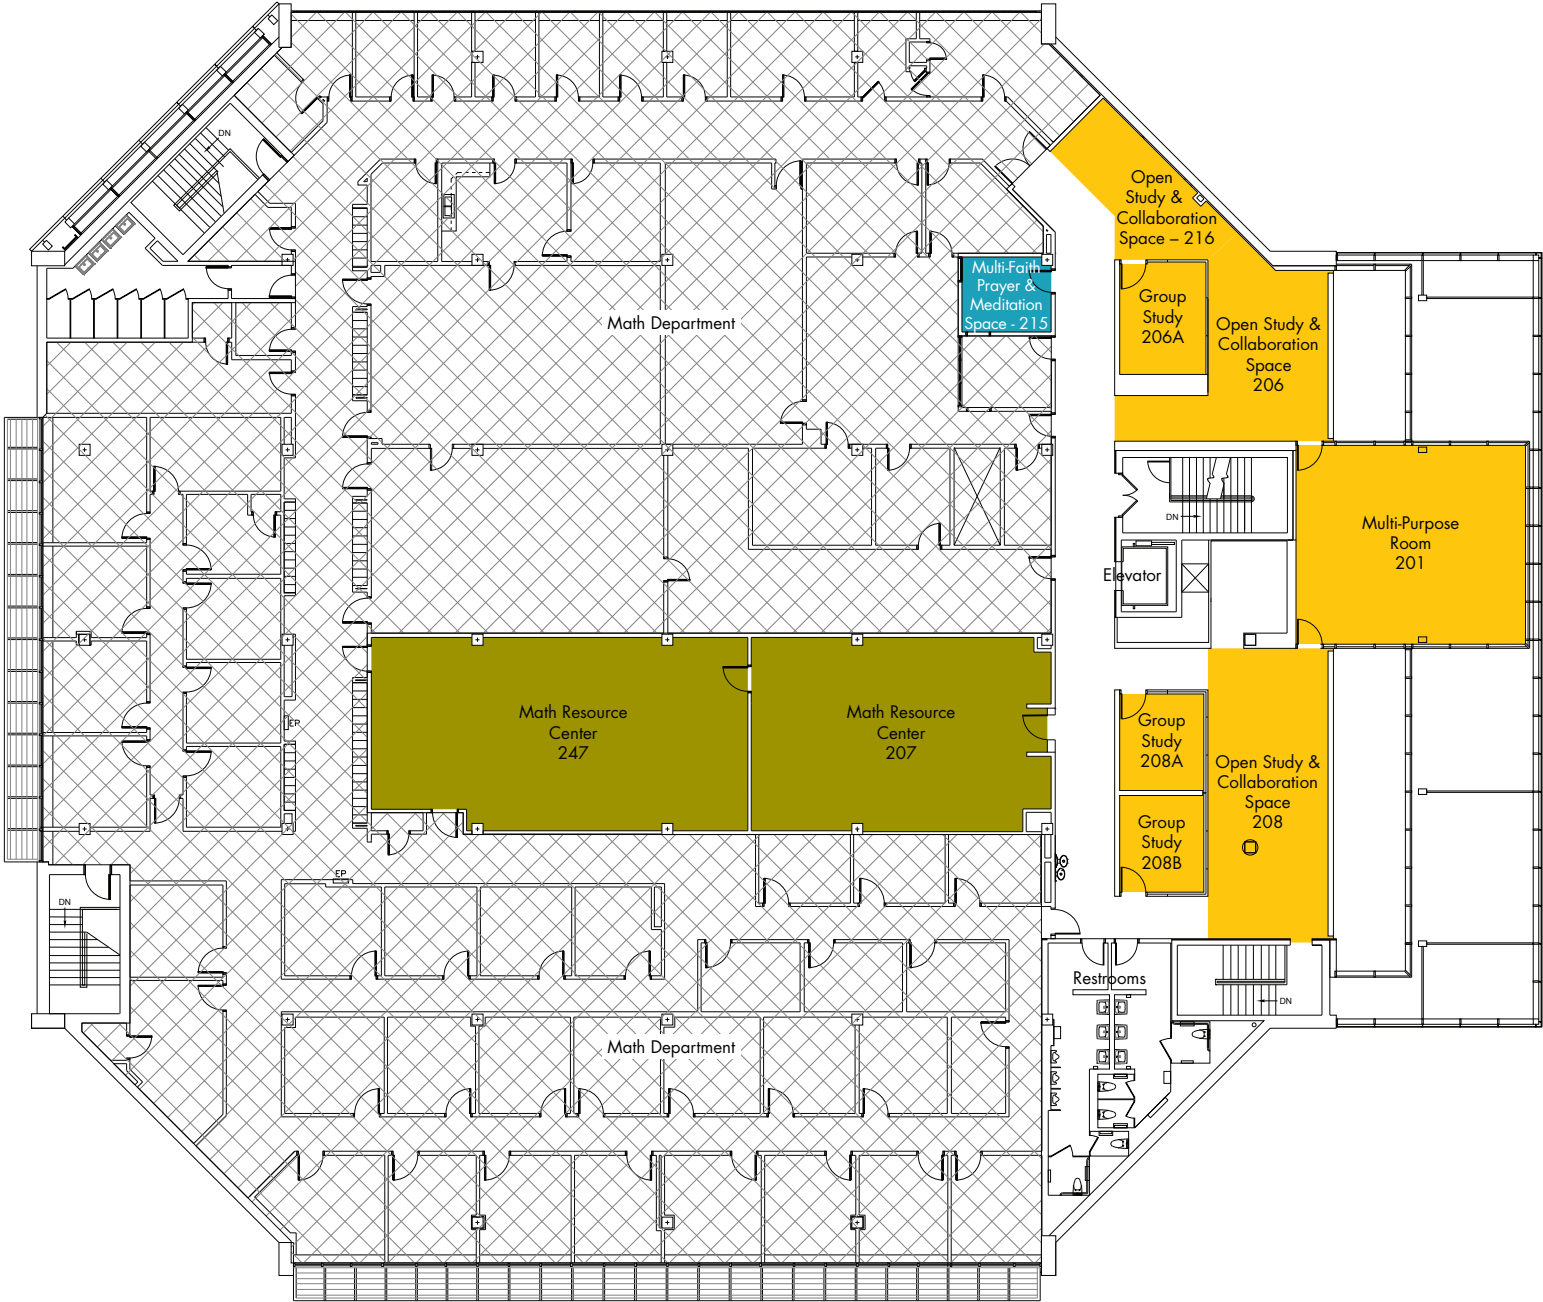 DN
Open
Study &
Collaboration
Space – 216
Multi-Faith
Prayer &
Meditation
Space - 215
Group
Study
206A
Math Department
Open Study &
Collaboration
Space
206
DN
Multi-Purpose
Room
201
Elevator
EP
Math Resource
Center
247
Math Resource
Center
207
Group
Study
208A
Open Study &
Collaboration
Space
208
Group
Study
208B
EP
DN
Restrooms
DN
Math Department